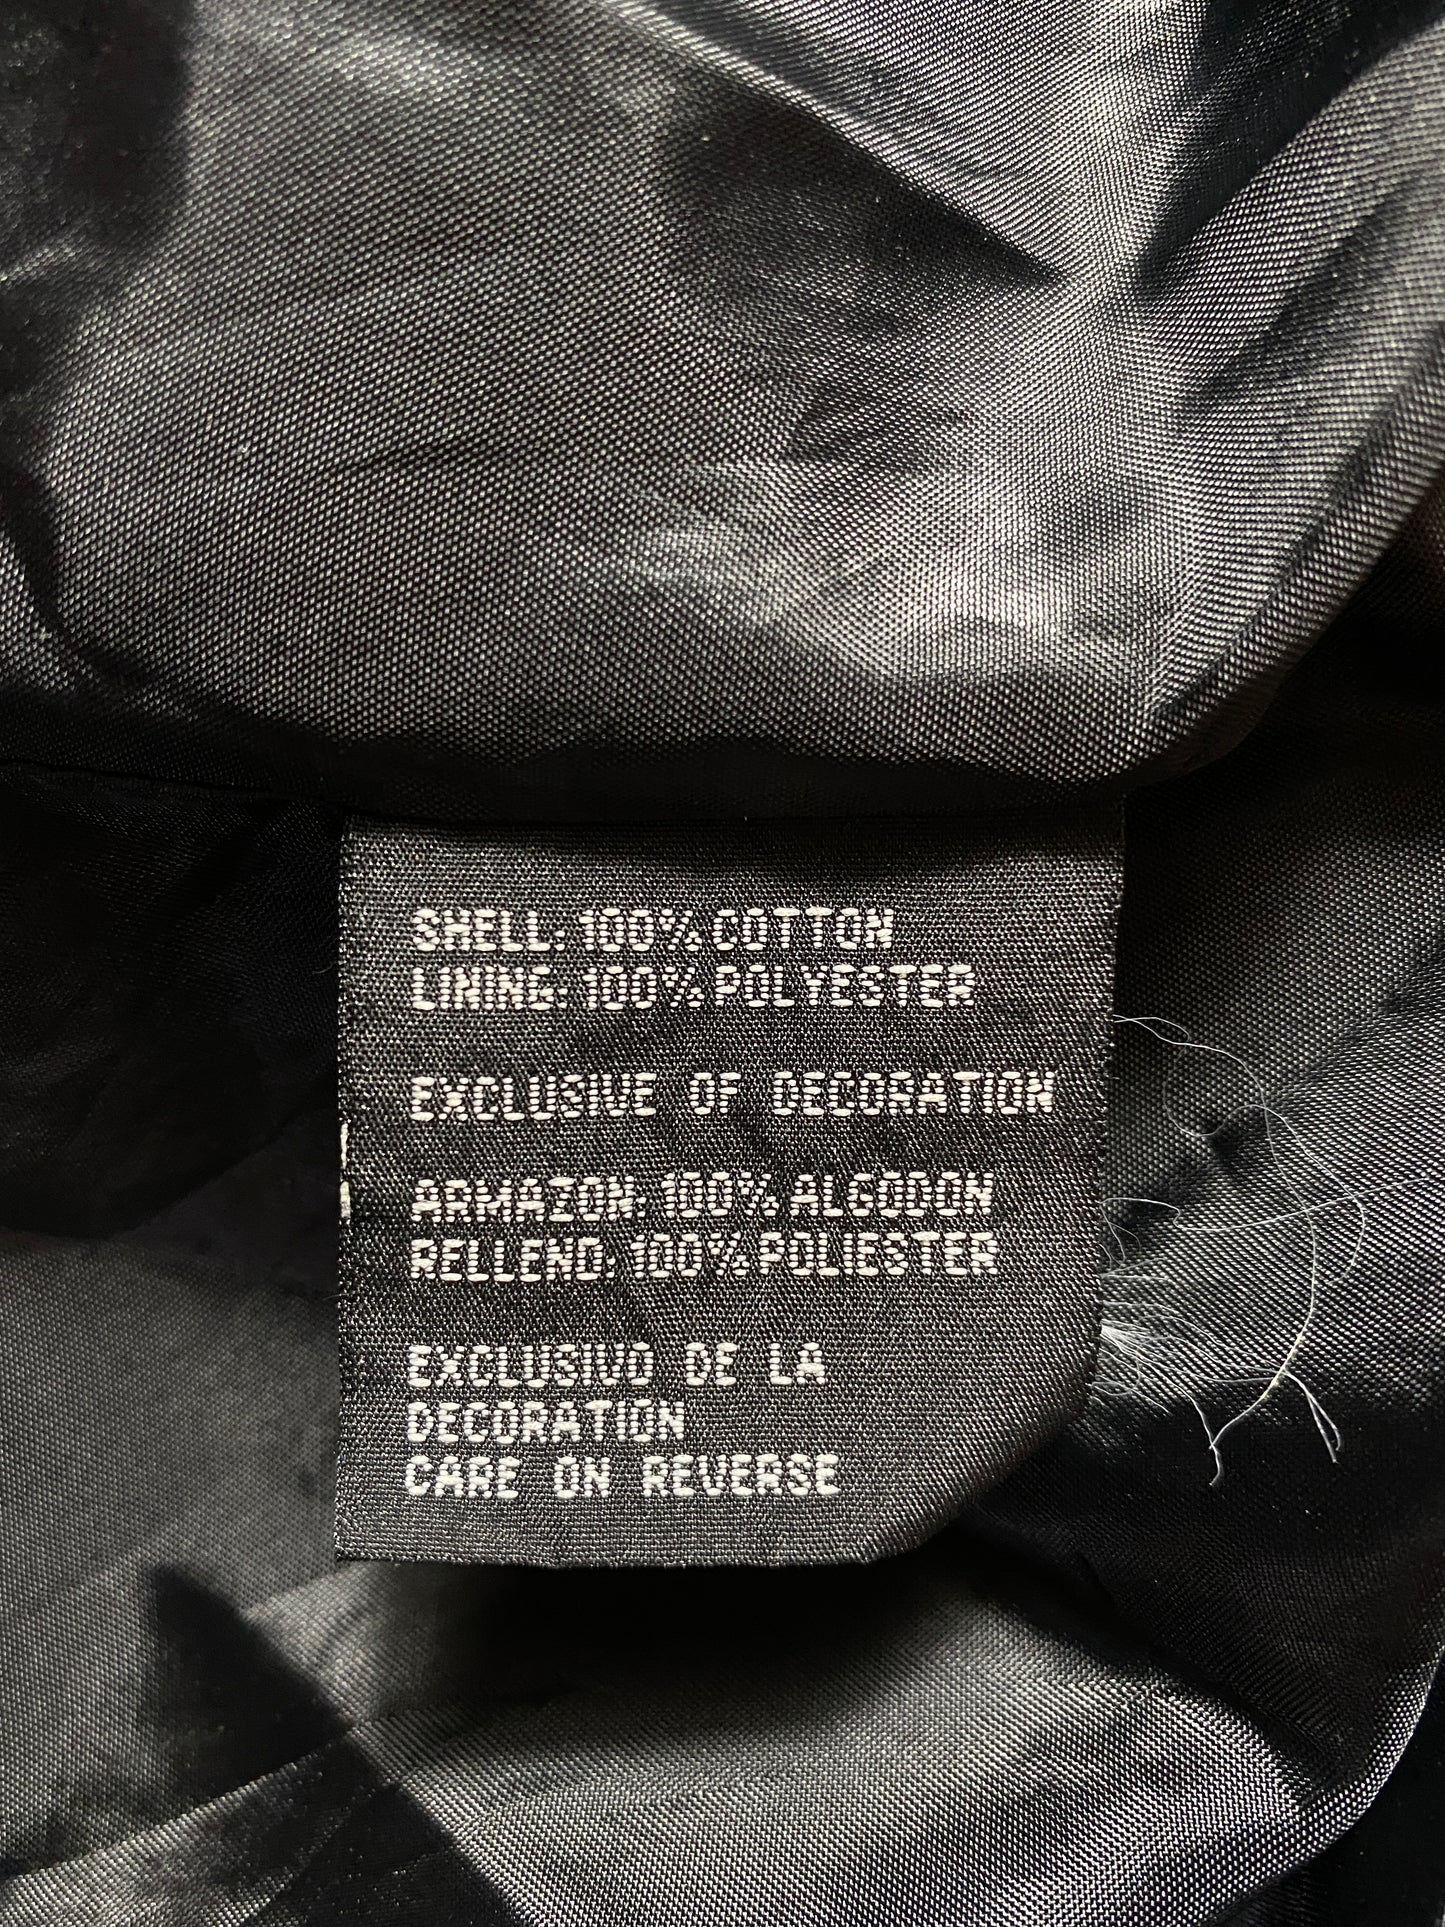 SHELL: 100% COTTON
LINING: 100% POLYESTER
EXCLUSIVE OF DECORATION
ARMAZON: 100% ALGODON
RELLENO: 100% POLIESTER
EXCLUSIVO DE LA
DECORATION
CARE ON REVERSE